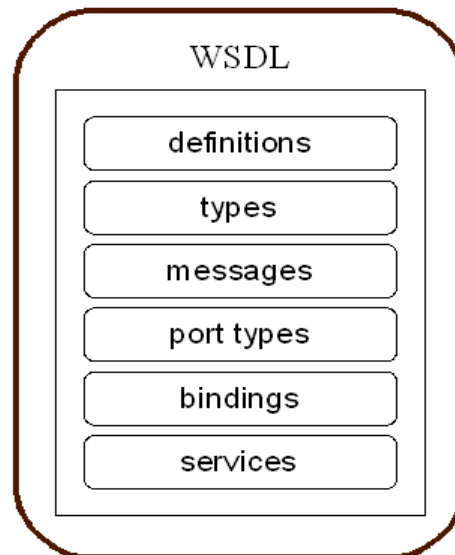 WSDL
definitions
types
messages
port types
bindings
services